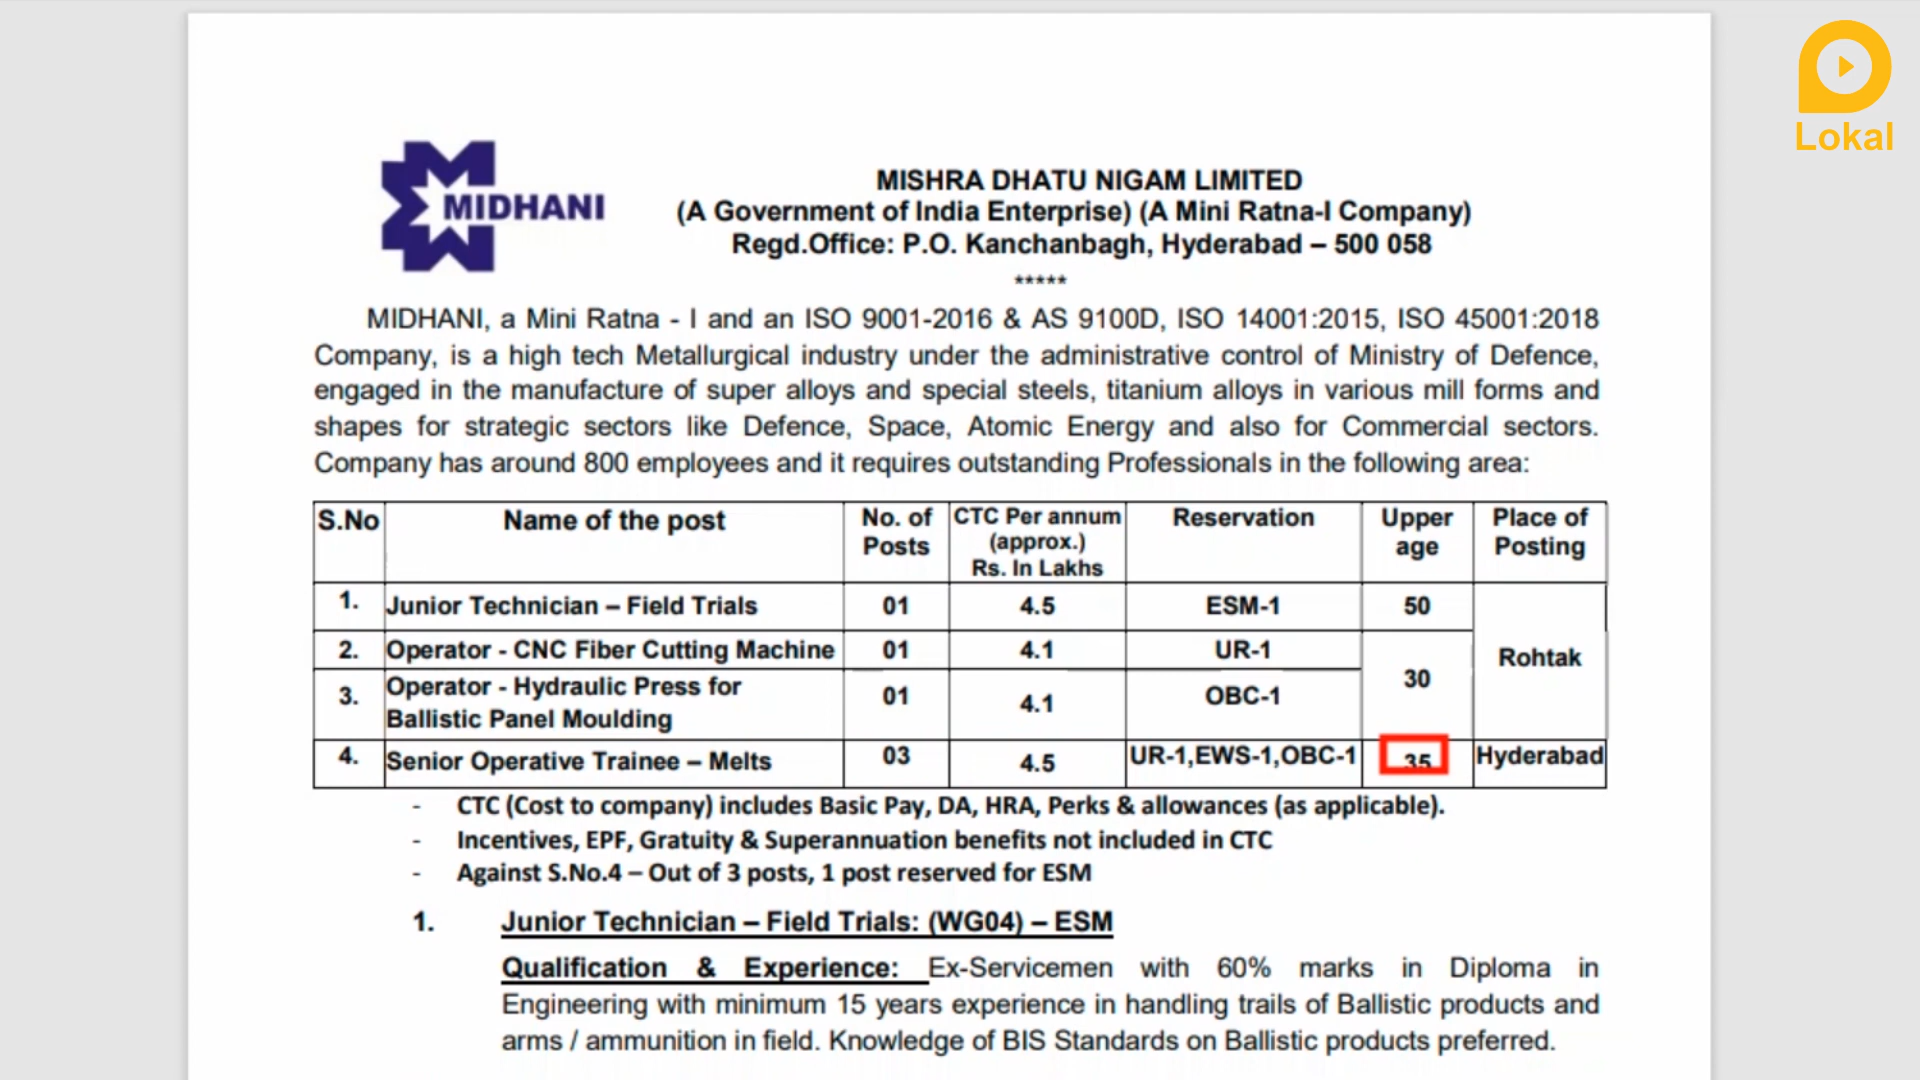 Lokal
MIDHANI
MISHRA DHATU NIGAM LIMITED
(A Government of India Enterprise) (A Mini Ratna-I Company)
Regd.Office: P.O. Kanchanbagh, Hyderabad – 500 058
*****
MIDHANI, a Mini Ratna - I and an ISO 9001-2016 & AS 9100D, ISO 14001:2015, ISO 45001:2018
Company, is a high tech Metallurgical industry under the administrative control of Ministry of Defence,
engaged in the manufacture of super alloys and special steels, titanium alloys in various mill forms and
shapes for strategic sectors like Defence, Space, Atomic Energy and also for Commercial sectors.
Company has around 800 employees and it requires outstanding Professionals in the following area:
S.No Name of the post No. of Posts CTC Per annum (approx.) Rs. In Lakhs Reservation Upper age Place of Posting
1. Junior Technician – Field Trials 01 4.5 ESM-1 50 Rohtak
2. Operator - CNC Fiber Cutting Machine 01 4.1 UR-1 30
3. Operator - Hydraulic Press for Ballistic Panel Moulding 01 4.1 OBC-1
4. Senior Operative Trainee – Melts 03 4.5 UR-1,EWS-1,OBC-1 35 Hyderabad
- CTC (Cost to company) includes Basic Pay, DA, HRA, Perks & allowances (as applicable).
- Incentives, EPF, Gratuity & Superannuation benefits not included in CTC
- Against S.No.4 – Out of 3 posts, 1 post reserved for ESM
1. Junior Technician – Field Trials: (WG04) – ESM
Qualification & Experience: Ex-Servicemen with 60% marks in Diploma in
Engineering with minimum 15 years experience in handling trails of Ballistic products and
arms / ammunition in field. Knowledge of BIS Standards on Ballistic products preferred.